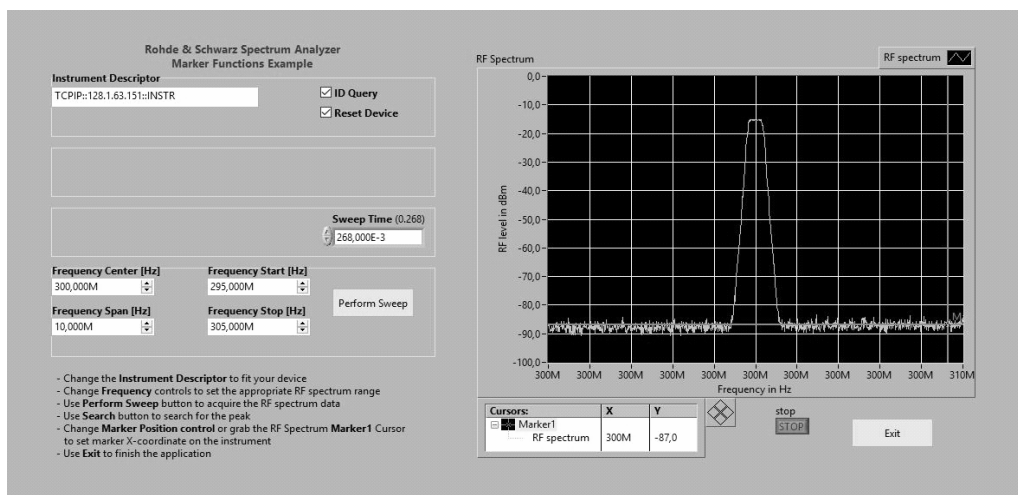 Rohde & Schwarz Spectrum Analyzer
Marker Functions Example
Instrument Descriptor
TCPIP::128.1.63.151::INSTR
ID Query
Reset Device
Sweep Time (0.268)
268,000E-3
Frequency Center [Hz]
300,000M
Frequency Start [Hz]
295,000M
Frequency Span [Hz]
10,000M
Frequency Stop [Hz]
305,000M
Perform Sweep
- Change the Instrument Descriptor to fit your device
- Change Frequency controls to set the appropriate RF spectrum range
- Use Perform Sweep button to acquire the RF spectrum data
- Use Search button to search for the peak
- Change Marker Position control or grab the RF Spectrum Marker1 Cursor
to set marker X-coordinate on the instrument
- Use Exit to finish the application
RF Spectrum
RF spectrum
RF level in dBm
0,0-
-10,0-
-20,0-
-30,0-
-40,0-
-50,0-
-60,0-
-70,0-
-80,0-
-90,0-
-100,0-
M
300M 300M 300M 300M 300M 300M 300M 300M 300M 300M 310M
Frequency in Hz
Cursors: X Y
Marker1
RF spectrum 300M -87,0
stop
STOP
Exit